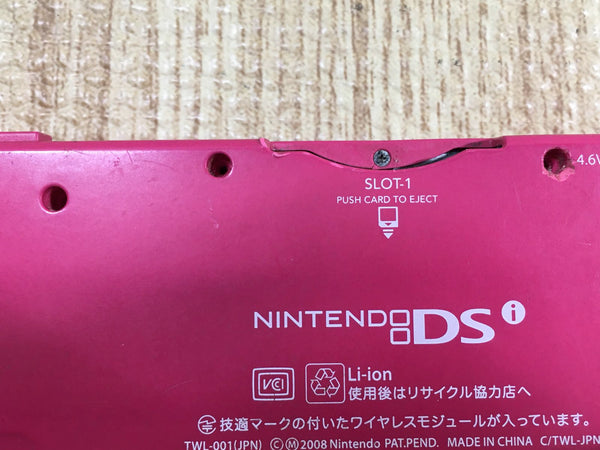 4.6V
SLOT-1
PUSH CARD TO EJECT
NINTENDO DSi
VCI
Li-ion
使用後はリサイクル協力店へ
技適マークの付いたワイヤレスモジュールが入っています。
TWL-001(JPN) ©Ⓜ2008 Nintendo PAT.PEND. MADE IN CHINA C/TWL-JPN